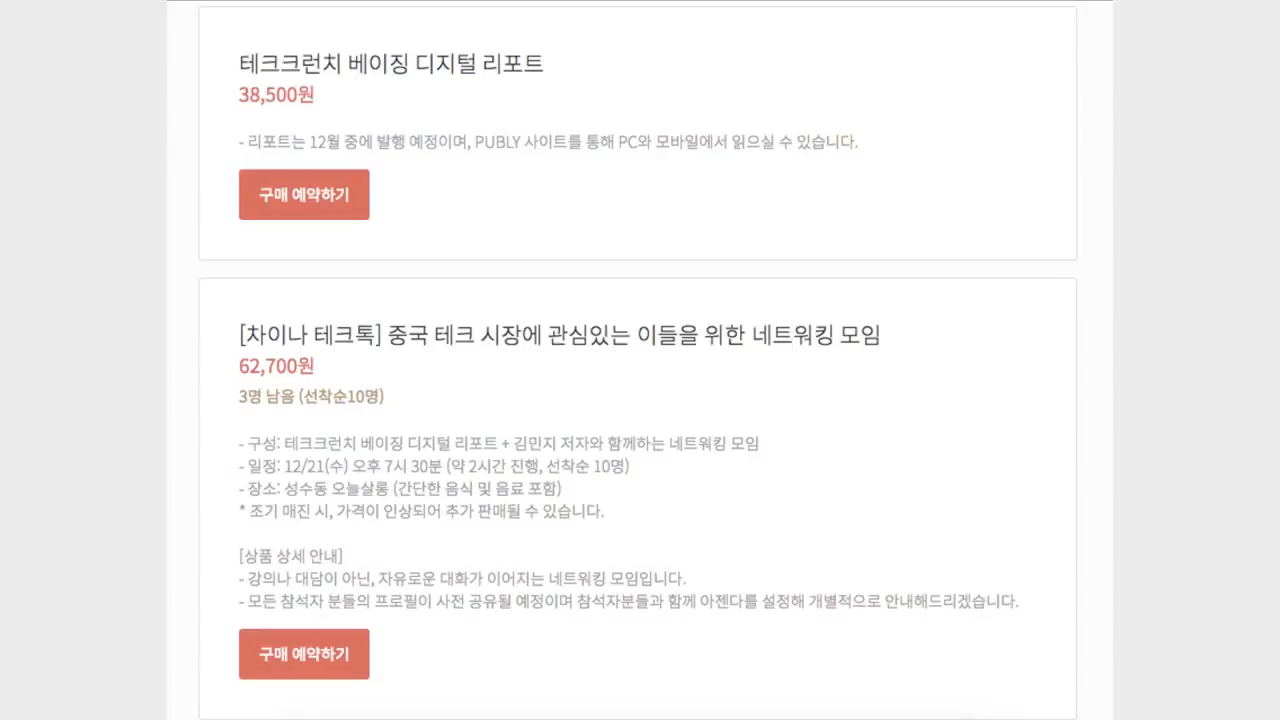 테크크런치 베이징 디지털 리포트
38,500원
- 리포트는 12월 중에 발행 예정이며, PUBLY 사이트를 통해 PC와 모바일에서 읽으실 수 있습니다.
구매 예약하기
[차이나 테크톡] 중국 테크 시장에 관심있는 이들을 위한 네트워킹 모임
62,700원
3명 남음 (선착순10명)
- 구성: 테크크런치 베이징 디지털 리포트 + 김민지 저자와 함께하는 네트워킹 모임
- 일정: 12/21(수) 오후 7시 30분 (약 2시간 진행, 선착순 10명)
- 장소: 성수동 오늘살롱 (간단한 음식 및 음료 포함)
* 조기 매진 시, 가격이 인상되어 추가 판매될 수 있습니다.
[상품 상세 안내]
- 강의나 대담이 아닌, 자유로운 대화가 이어지는 네트워킹 모임입니다.
- 모든 참석자 분들의 프로필이 사전 공유될 예정이며 참석자분들과 함께 아젠다를 설정해 개별적으로 안내해드리겠습니다.
구매 예약하기